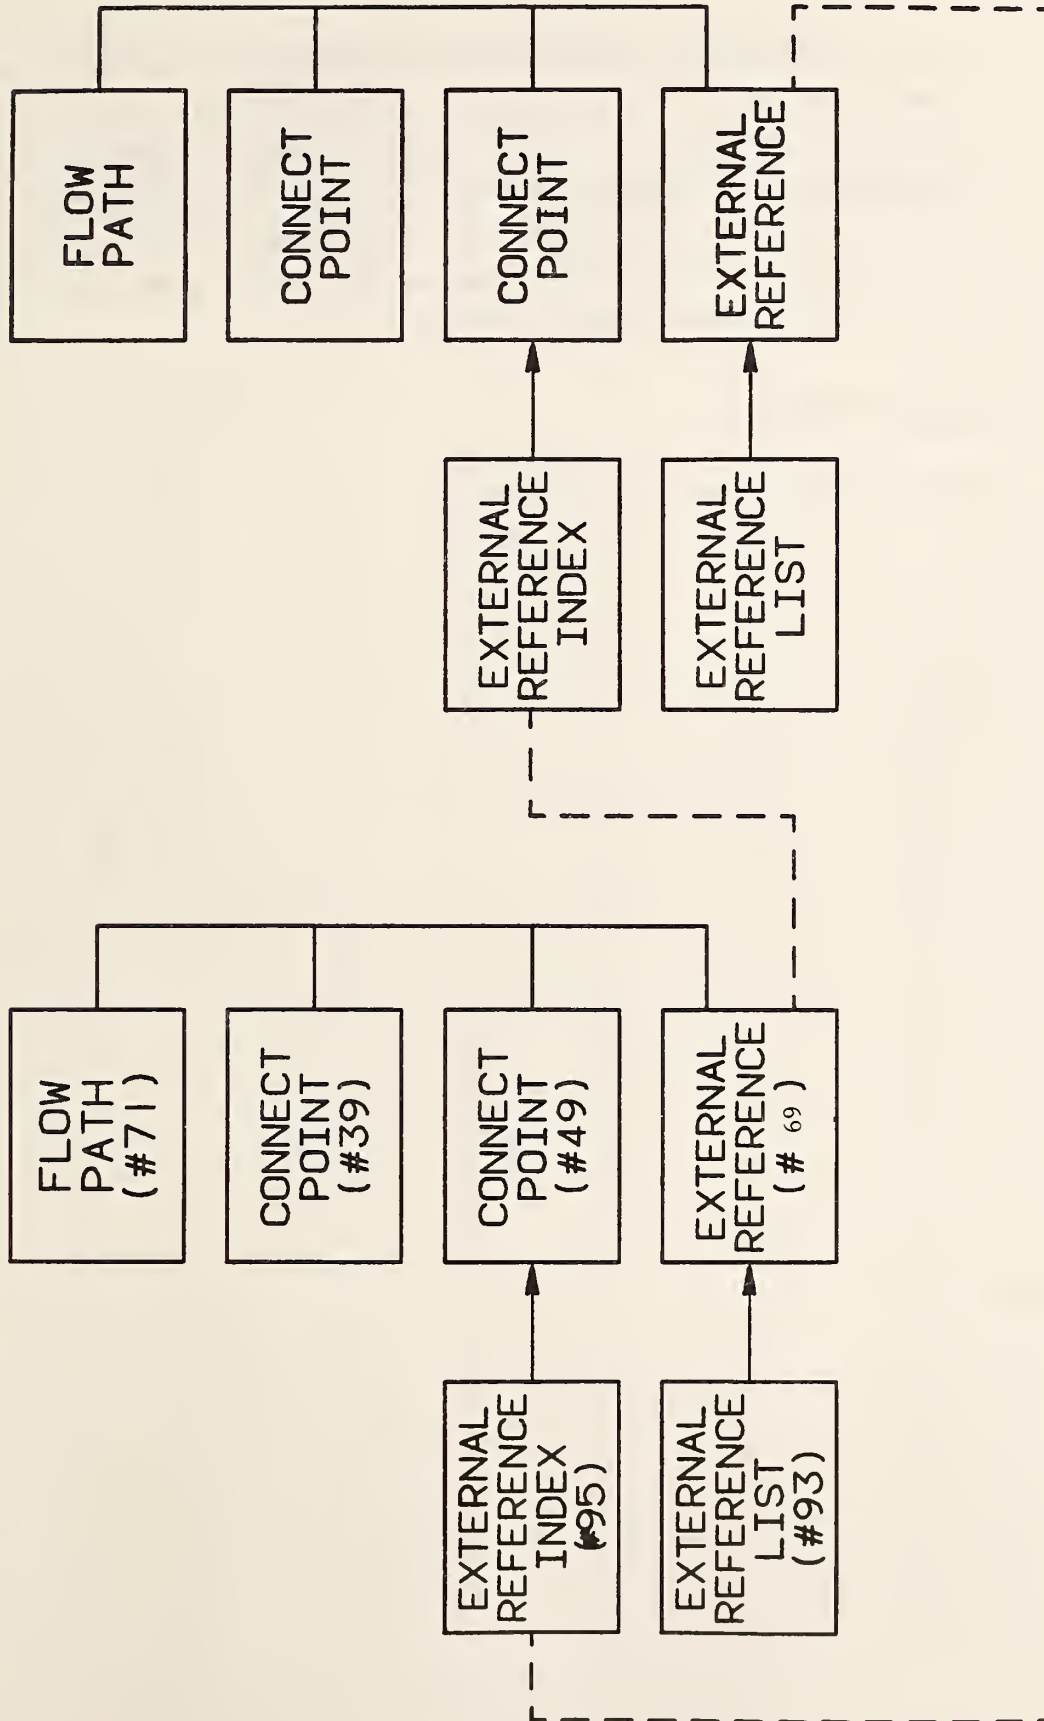 FLOW
PATH
(#71)
FLOW
PATH
CONNECT
POINT
(#39)
CONNECT
POINT
EXTERNAL
REFERENCE
INDEX
(#95)
CONNECT
POINT
(#49)
EXTERNAL
REFERENCE
INDEX
CONNECT
POINT
EXTERNAL
REFERENCE
LIST
(#93)
EXTERNAL
REFERENCE
(# 69)
EXTERNAL
REFERENCE
LIST
EXTERNAL
REFERENCE